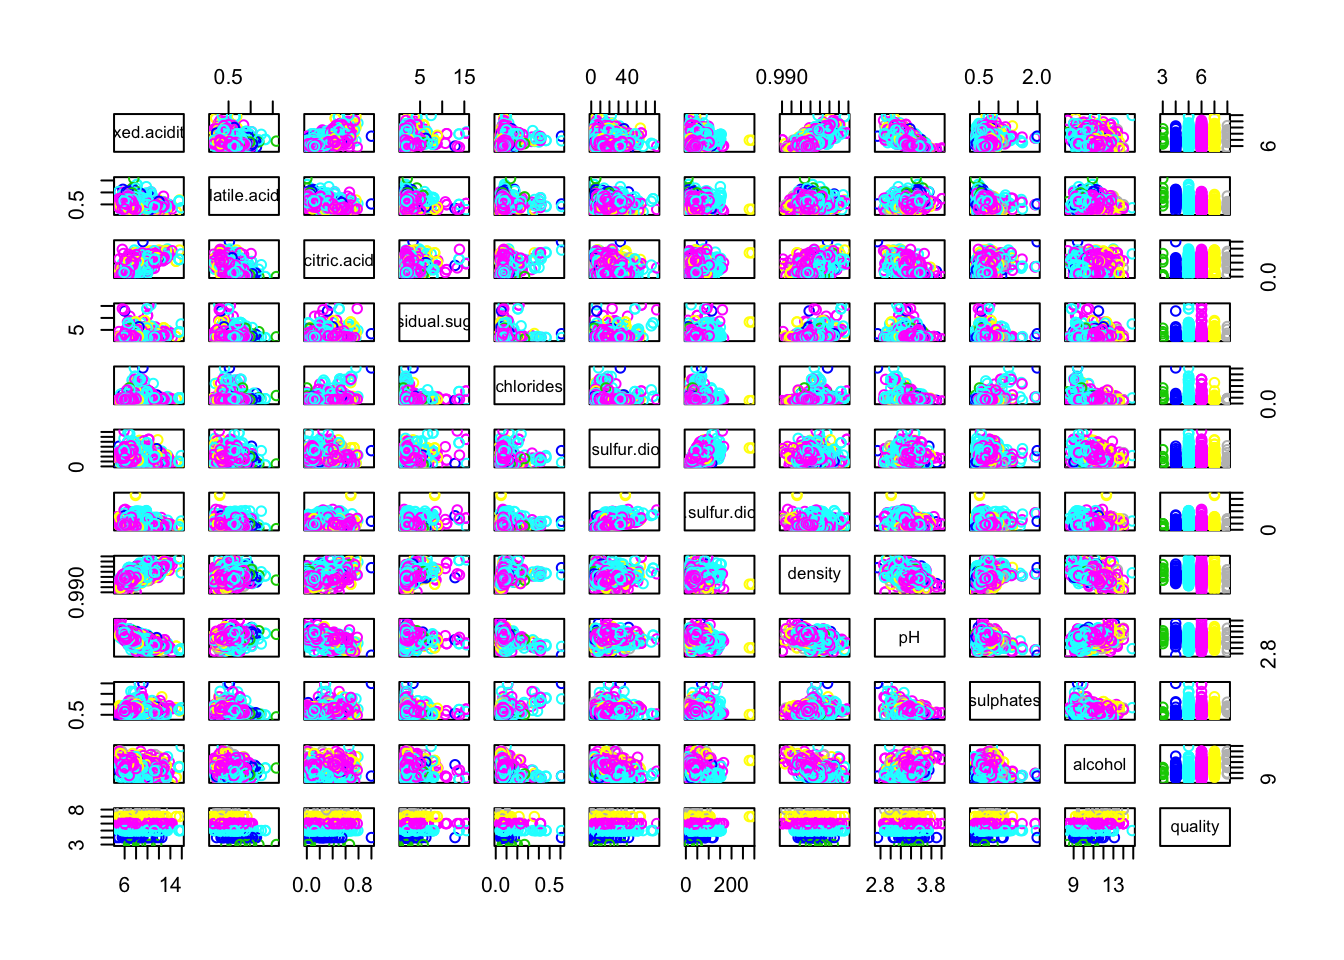 0.5 5 15 0 40 0.990 0.5 2.0 3 6
xed.acidit 6
0.5 latile.acid
citric.acid 0.0
5 sidual.sug
chlorides 0.0
0 sulfur.dio
sulfur.dio 0
0.990 density
pH 2.8
0.5 sulphates
alcohol 9
8 quality
3
6 14 0.0 0.8 0.0 0.5 0 200 2.8 3.8 9 13